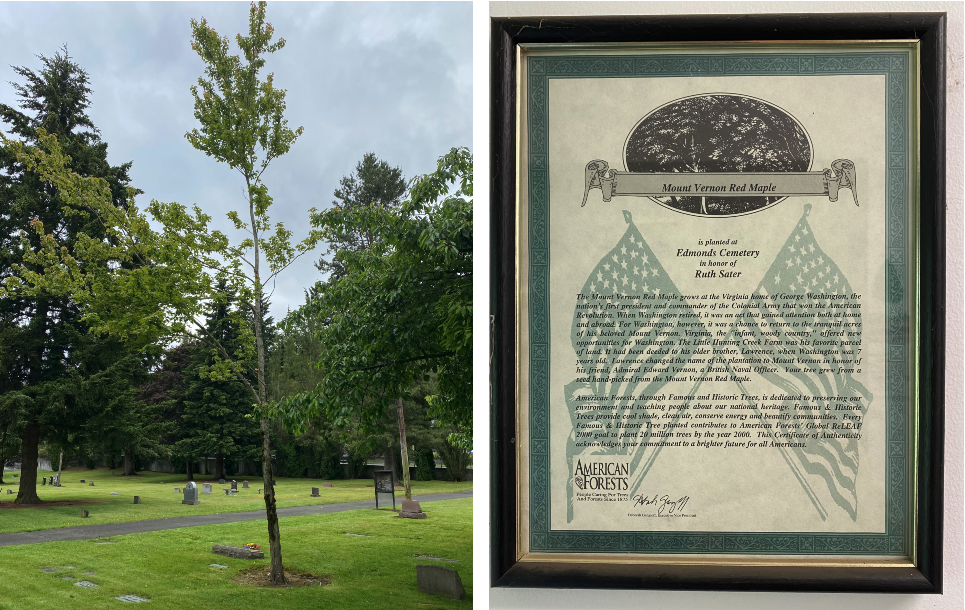 Mount Vernon Red Maple
is planted at
Edmonds Cemetery
in honor of
Ruth Sater
The Mount Vernon Red Maple grows at the Virginia home of George Washington, the
nation's first president and commander of the Colonial Army that won the American
Revolution. When Washington retired, it was an act that gained attention both at home
and abroad. For Washington, however, it was a chance to return to the tranquil acres
of his beloved Mount Vernon. Virginia, the "infant, woody country," offered new
opportunities for Washington. The Little Hunting Creek Farm was his favorite parcel
of land. It had been deeded to his older brother, Lawrence, when Washington was 7
years old. Lawrence changed the name of the plantation to Mount Vernon in honor of
his friend, Admiral Edward Vernon, a British Naval Officer. Your tree grew from a
seed hand-picked from the Mount Vernon Red Maple.
American Forests, through Famous and Historic Trees, is dedicated to preserving our
environment and teaching people about our national heritage. Famous & Historic
Trees provide cool shade, clean air, conserve energy and beautify communities. Every
Famous & Historic Tree planted contributes to American Forests' Global ReLEAF
2000 goal to plant 20 million trees by the year 2000. This Certificate of Authenticity
acknowledges your commitment to a brighter future for all Americans.
AMERICAN
FORESTS
People Caring For Trees
And Forests Since 1875
Executive Vice President